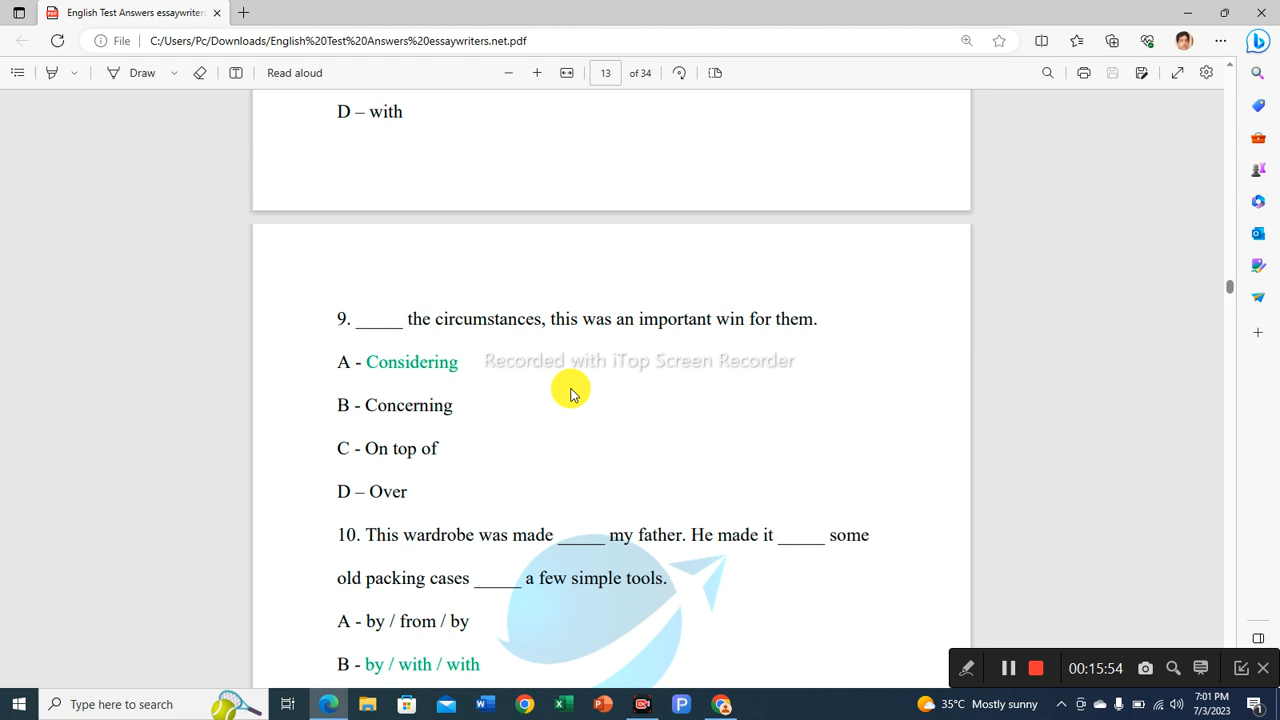 English Test Answers essaywriters
File
C:/Users/Pc/Downloads/English%20Test%20Answers%20essaywriters.net.pdf
Draw
Read aloud
13
of 34
D – with
9. _____ the circumstances, this was an important win for them.
A - Considering
Recorded with iTop Screen Recorder
B - Concerning
C - On top of
D – Over
10. This wardrobe was made _____ my father. He made it _____ some
old packing cases _____ a few simple tools.
A - by / from / by
B - by / with / with
00:15:54
Type here to search
35°C Mostly sunny
7:01 PM
7/3/2023